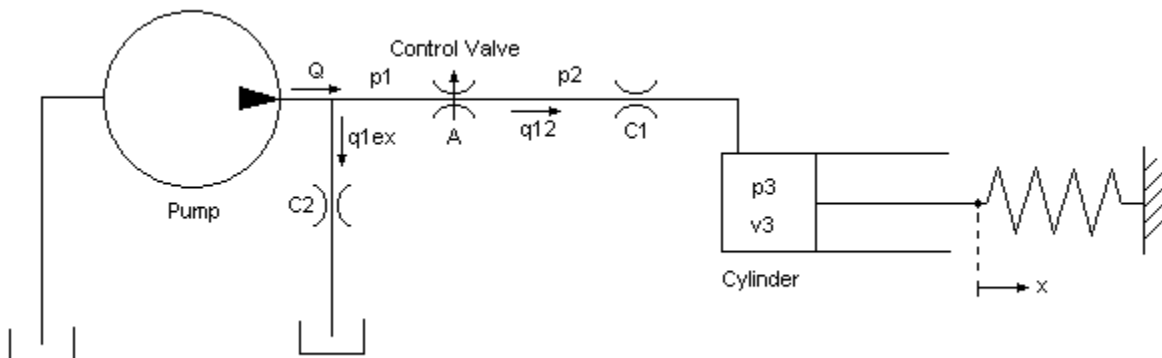 Control Valve
Q
p1
p2
q1ex
A
q12
C1
Pump
C2
p3
v3
Cylinder
x